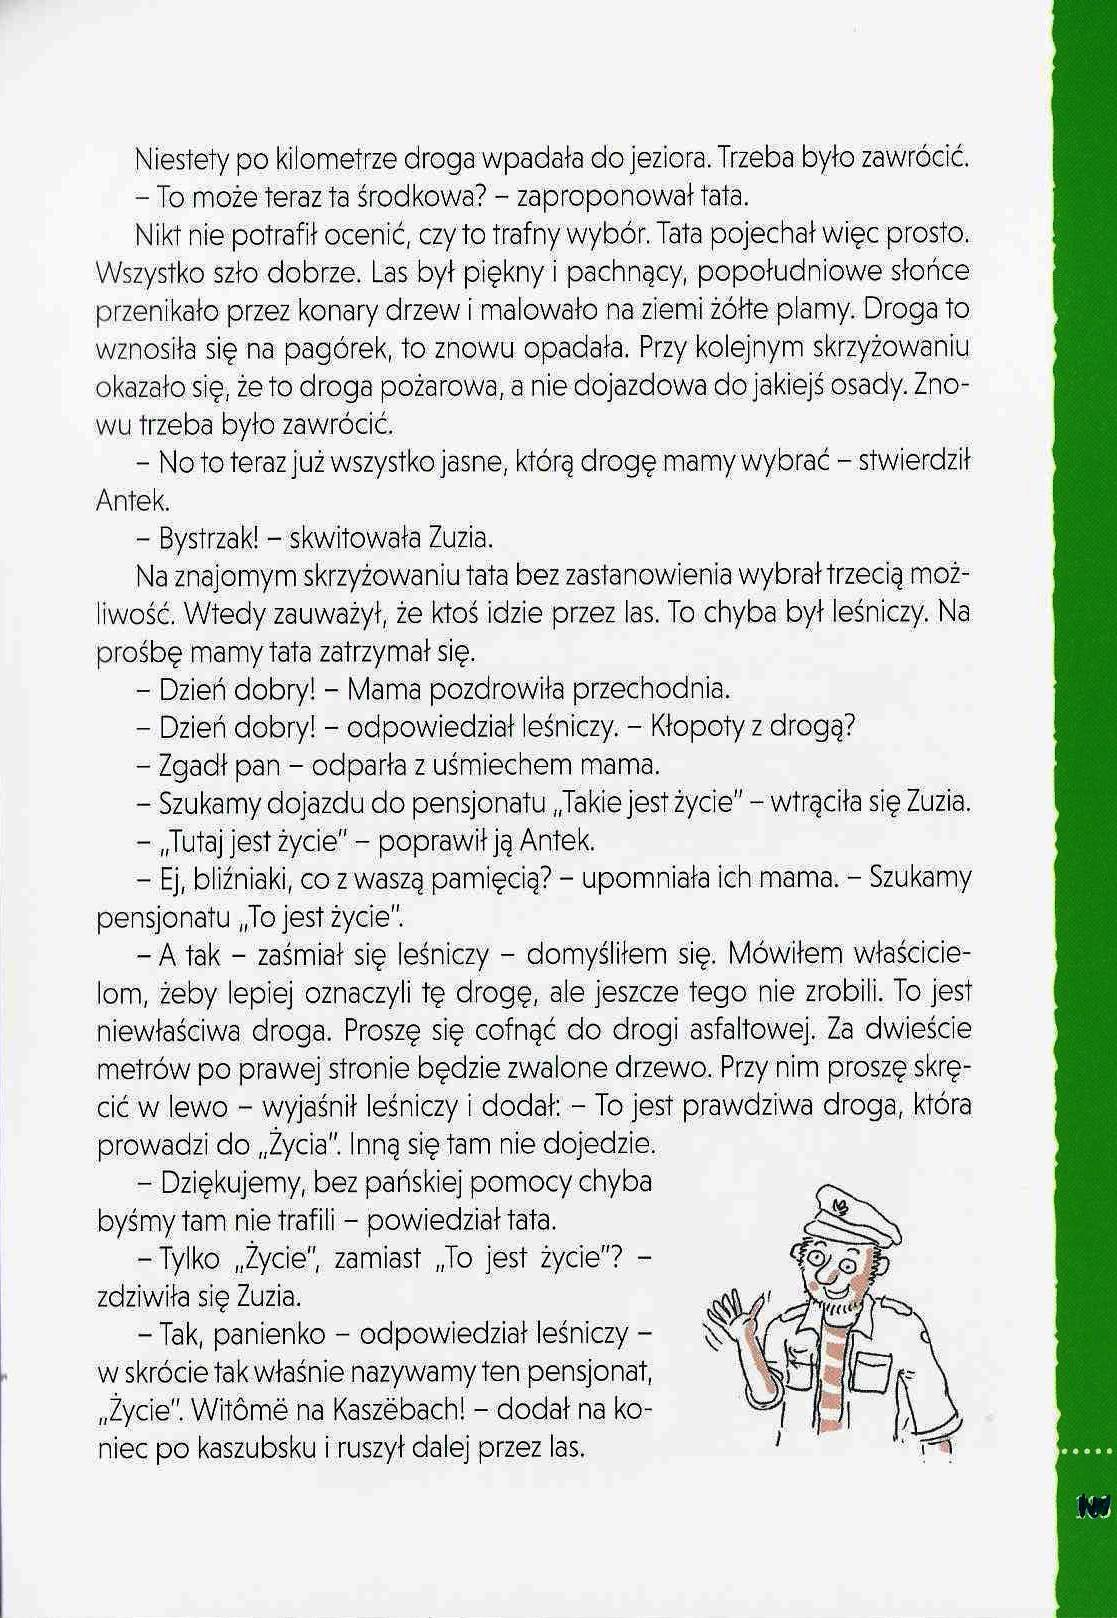 Niestety po kilometrze droga wpadała do jeziora. Trzeba było zawrócić.
– To może teraz ta środkowa? – zaproponował tata.
Nikt nie potrafił ocenić, czy to trafny wybór. Tata pojechał więc prosto.
Wszystko szło dobrze. Las był piękny i pachnący, popołudniowe słońce
przenikało przez konary drzew i malowało na ziemi żółte plamy. Droga to
wznosiła się na pagórek, to znowu opadała. Przy kolejnym skrzyżowaniu
okazało się, że to droga pożarowa, a nie dojazdowa do jakiejś osady. Zno-
wu trzeba było zawrócić.
– No to teraz już wszystko jasne, którą drogę mamy wybrać – stwierdził
Antek.
– Bystrzak! – skwitowała Zuzia.
Na znajomym skrzyżowaniu tata bez zastanowienia wybrał trzecią moż-
liwość. Wtedy zauważył, że ktoś idzie przez las. To chyba był leśniczy. Na
prośbę mamy tata zatrzymał się.
– Dzień dobry! – Mama pozdrowiła przechodnia.
– Dzień dobry! – odpowiedział leśniczy. – Kłopoty z drogą?
– Zgadł pan – odparła z uśmiechem mama.
– Szukamy dojazdu do pensjonatu „Takie jest życie" – wtrąciła się Zuzia.
– „Tutaj jest życie" – poprawił ją Antek.
– Ej, bliźniaki, co z waszą pamięcią? – upomniała ich mama. – Szukamy
pensjonatu „To jest życie".
– A tak – zaśmiał się leśniczy – domyśliłem się. Mówiłem właścicie-
lom, żeby lepiej oznaczyli tę drogę, ale jeszcze tego nie zrobili. To jest
niewłaściwa droga. Proszę się cofnąć do drogi asfaltowej. Za dwieście
metrów po prawej stronie będzie zwalone drzewo. Przy nim proszę skrę-
cić w lewo – wyjaśnił leśniczy i dodał: – To jest prawdziwa droga, która
prowadzi do „Życia". Inną się tam nie dojedzie.
– Dziękujemy, bez pańskiej pomocy chyba
byśmy tam nie trafili – powiedział tata.
– Tylko „Życie", zamiast „To jest życie"? –
zdziwiła się Zuzia.
– Tak, panienko – odpowiedział leśniczy –
w skrócie tak właśnie nazywamy ten pensjonat,
„Życie". Witômë na Kaszëbach! – dodał na ko-
niec po kaszubsku i ruszył dalej przez las.